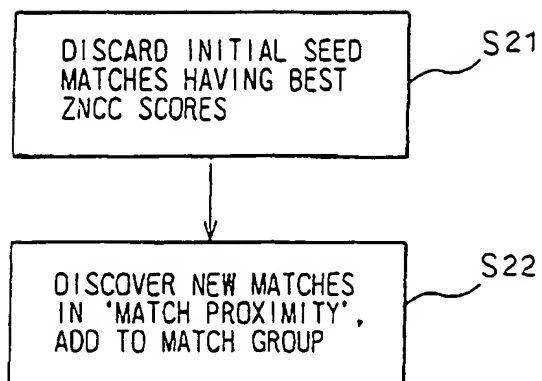 DISCARD INITIAL SEED
MATCHES HAVING BEST
ZNCC SCORES
S21
DISCOVER NEW MATCHES
IN 'MATCH PROXIMITY',
ADD TO MATCH GROUP
S22